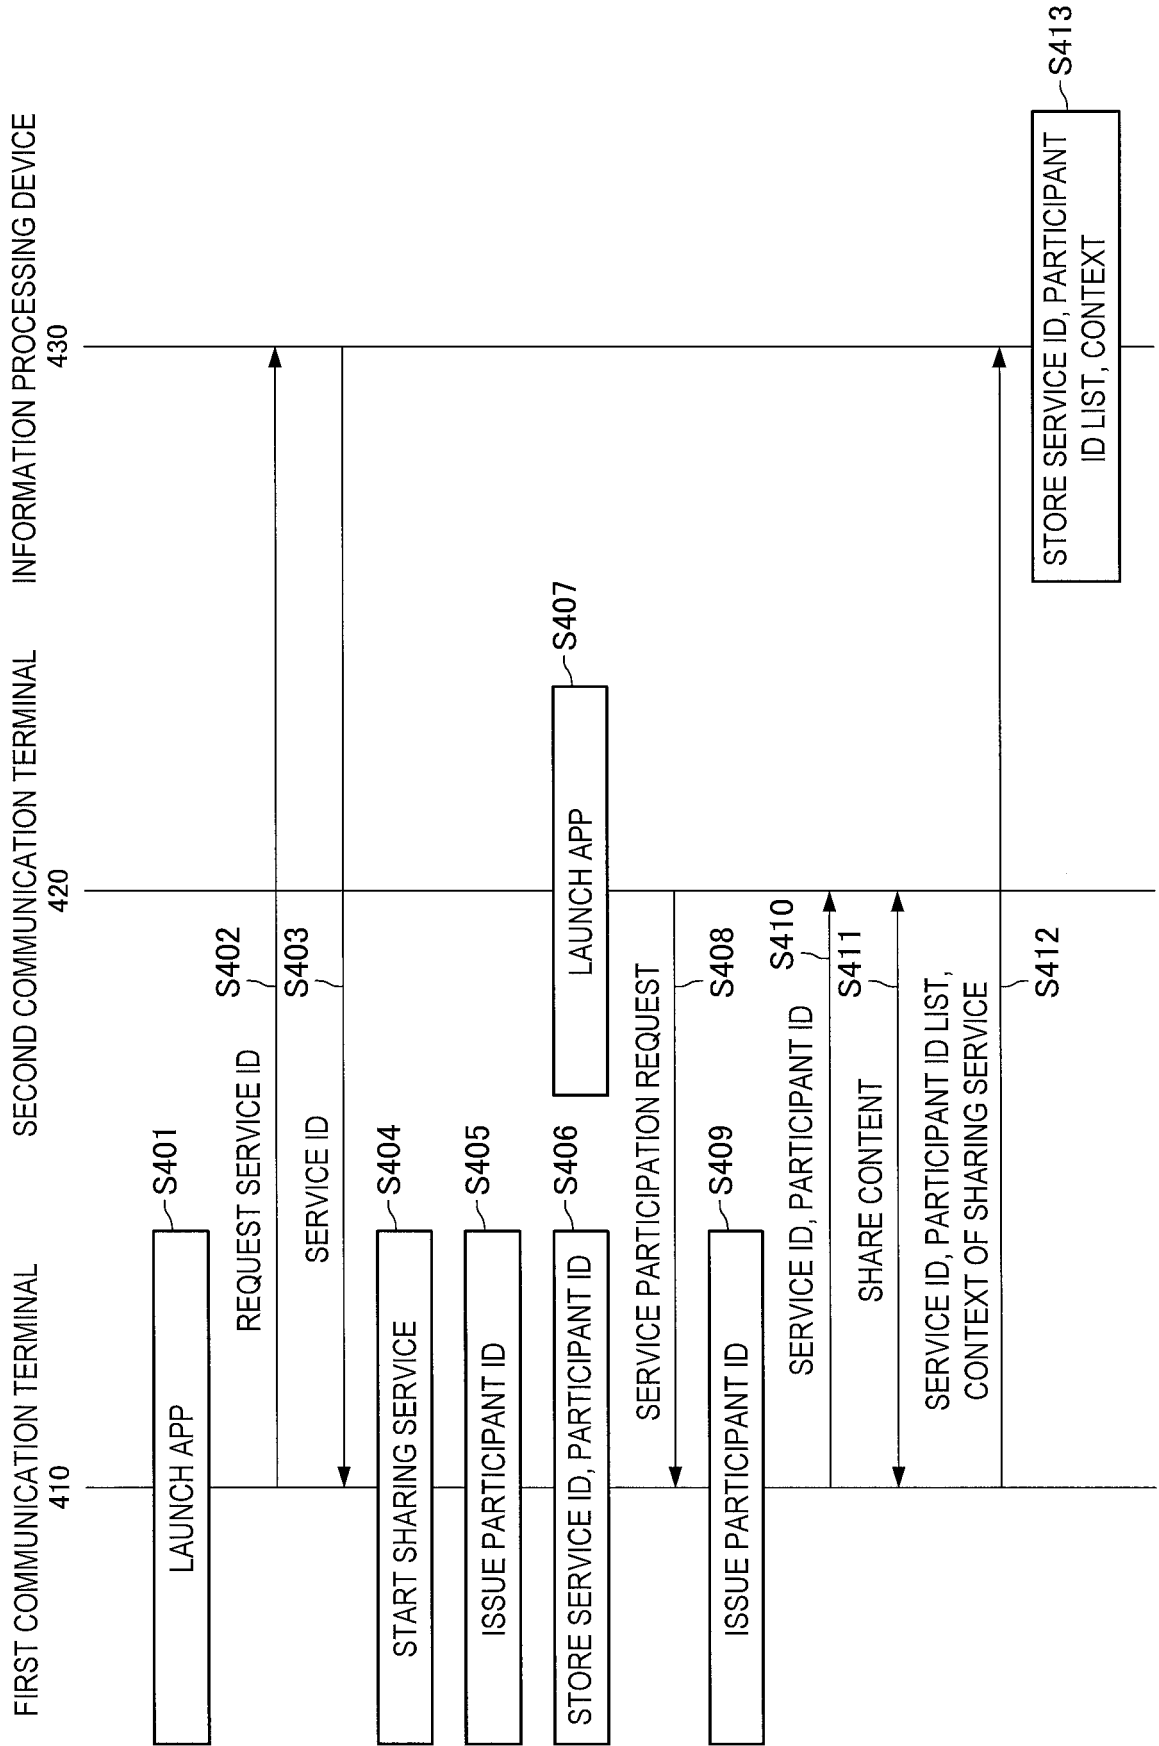 FIRST COMMUNICATION TERMINAL
410
SECOND COMMUNICATION TERMINAL
420
INFORMATION PROCESSING DEVICE
430
LAUNCH APP
S401
REQUEST SERVICE ID
S402
SERVICE ID
S403
START SHARING SERVICE
S404
ISSUE PARTICIPANT ID
S405
STORE SERVICE ID, PARTICIPANT ID
S406
LAUNCH APP
S407
SERVICE PARTICIPATION REQUEST
S408
ISSUE PARTICIPANT ID
S409
SERVICE ID, PARTICIPANT ID
S410
SHARE CONTENT
S411
SERVICE ID, PARTICIPANT ID LIST,
CONTEXT OF SHARING SERVICE
S412
STORE SERVICE ID, PARTICIPANT
ID LIST, CONTEXT
S413